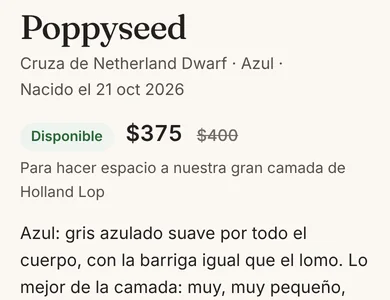 Poppyseed
Cruza de Netherland Dwarf · Azul ·
Nacido el 21 oct 2026
Disponible $375 $400
Para hacer espacio a nuestra gran camada de
Holland Lop
Azul: gris azulado suave por todo el
cuerpo, con la barriga igual que el lomo. Lo
mejor de la camada: muy, muy pequeño,